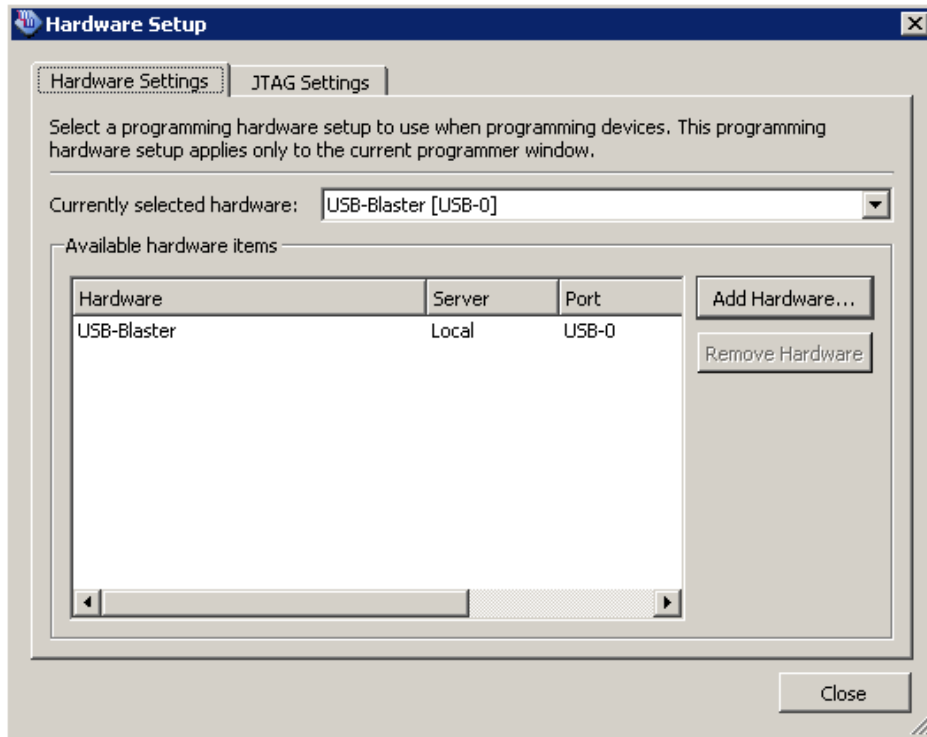 Hardware Setup
Hardware Settings
JTAG Settings
Select a programming hardware setup to use when programming devices. This programming
hardware setup applies only to the current programmer window.
Currently selected hardware: USB-Blaster [USB-0]
Available hardware items
Hardware Server Port
USB-Blaster Local USB-0
Add Hardware...
Remove Hardware
Close